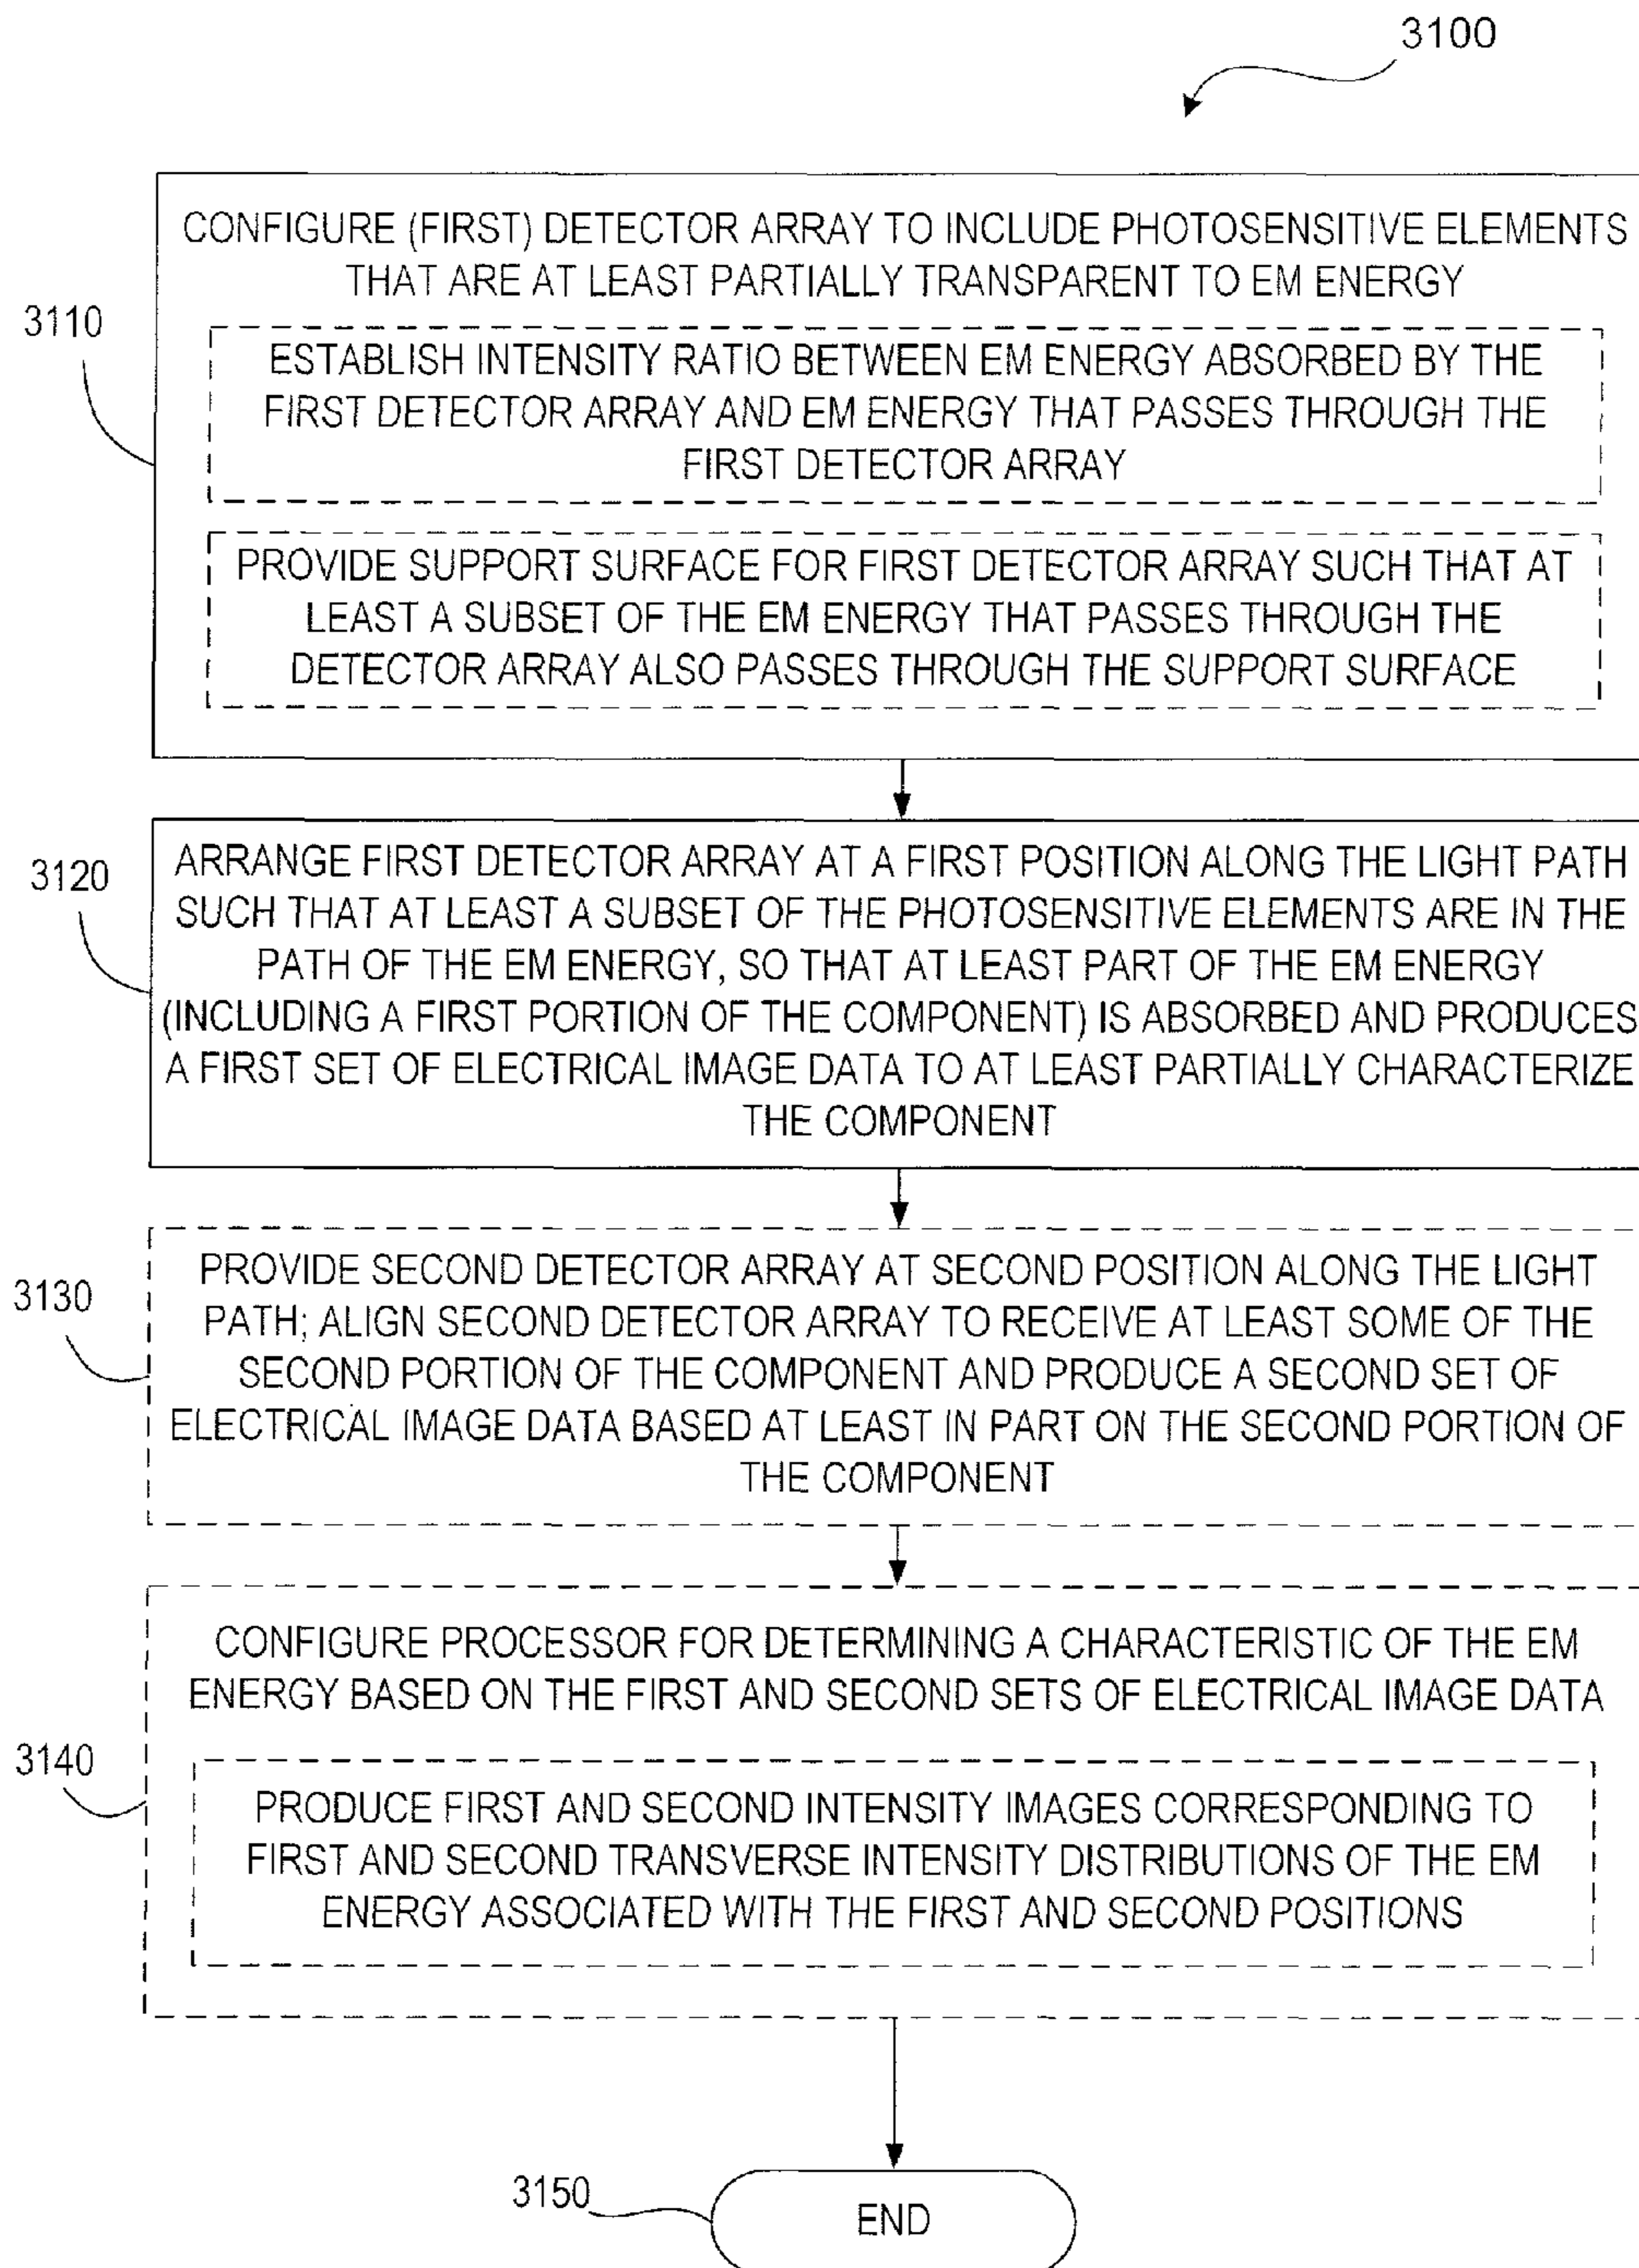 3100
CONFIGURE (FIRST) DETECTOR ARRAY TO INCLUDE PHOTOSENSITIVE ELEMENTS
THAT ARE AT LEAST PARTIALLY TRANSPARENT TO EM ENERGY
3110
ESTABLISH INTENSITY RATIO BETWEEN EM ENERGY ABSORBED BY THE
FIRST DETECTOR ARRAY AND EM ENERGY THAT PASSES THROUGH THE
FIRST DETECTOR ARRAY
PROVIDE SUPPORT SURFACE FOR FIRST DETECTOR ARRAY SUCH THAT AT
LEAST A SUBSET OF THE EM ENERGY THAT PASSES THROUGH THE
DETECTOR ARRAY ALSO PASSES THROUGH THE SUPPORT SURFACE
3120
ARRANGE FIRST DETECTOR ARRAY AT A FIRST POSITION ALONG THE LIGHT PATH
SUCH THAT AT LEAST A SUBSET OF THE PHOTOSENSITIVE ELEMENTS ARE IN THE
PATH OF THE EM ENERGY, SO THAT AT LEAST PART OF THE EM ENERGY
(INCLUDING A FIRST PORTION OF THE COMPONENT) IS ABSORBED AND PRODUCES
A FIRST SET OF ELECTRICAL IMAGE DATA TO AT LEAST PARTIALLY CHARACTERIZE
THE COMPONENT
3130
PROVIDE SECOND DETECTOR ARRAY AT SECOND POSITION ALONG THE LIGHT
PATH; ALIGN SECOND DETECTOR ARRAY TO RECEIVE AT LEAST SOME OF THE
SECOND PORTION OF THE COMPONENT AND PRODUCE A SECOND SET OF
ELECTRICAL IMAGE DATA BASED AT LEAST IN PART ON THE SECOND PORTION OF
THE COMPONENT
CONFIGURE PROCESSOR FOR DETERMINING A CHARACTERISTIC OF THE EM
ENERGY BASED ON THE FIRST AND SECOND SETS OF ELECTRICAL IMAGE DATA
3140
PRODUCE FIRST AND SECOND INTENSITY IMAGES CORRESPONDING TO
FIRST AND SECOND TRANSVERSE INTENSITY DISTRIBUTIONS OF THE EM
ENERGY ASSOCIATED WITH THE FIRST AND SECOND POSITIONS
3150
END